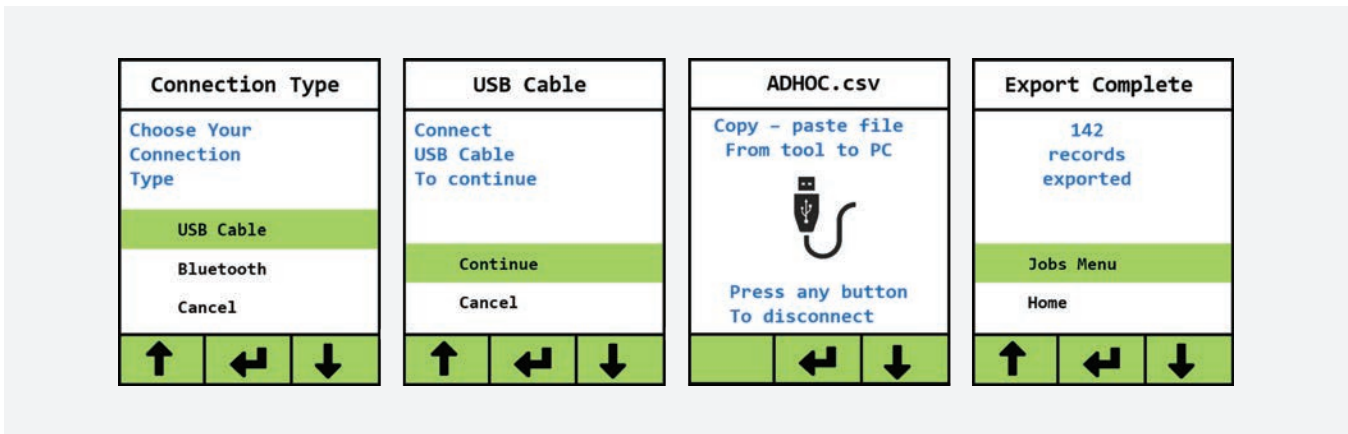 Connection Type
Choose Your
Connection
Type
USB Cable
Bluetooth
Cancel
USB Cable
Connect
USB Cable
To continue
Continue
Cancel
ADHOC.csv
Copy – paste file
From tool to PC
Press any button
To disconnect
Export Complete
142
records
exported
Jobs Menu
Home